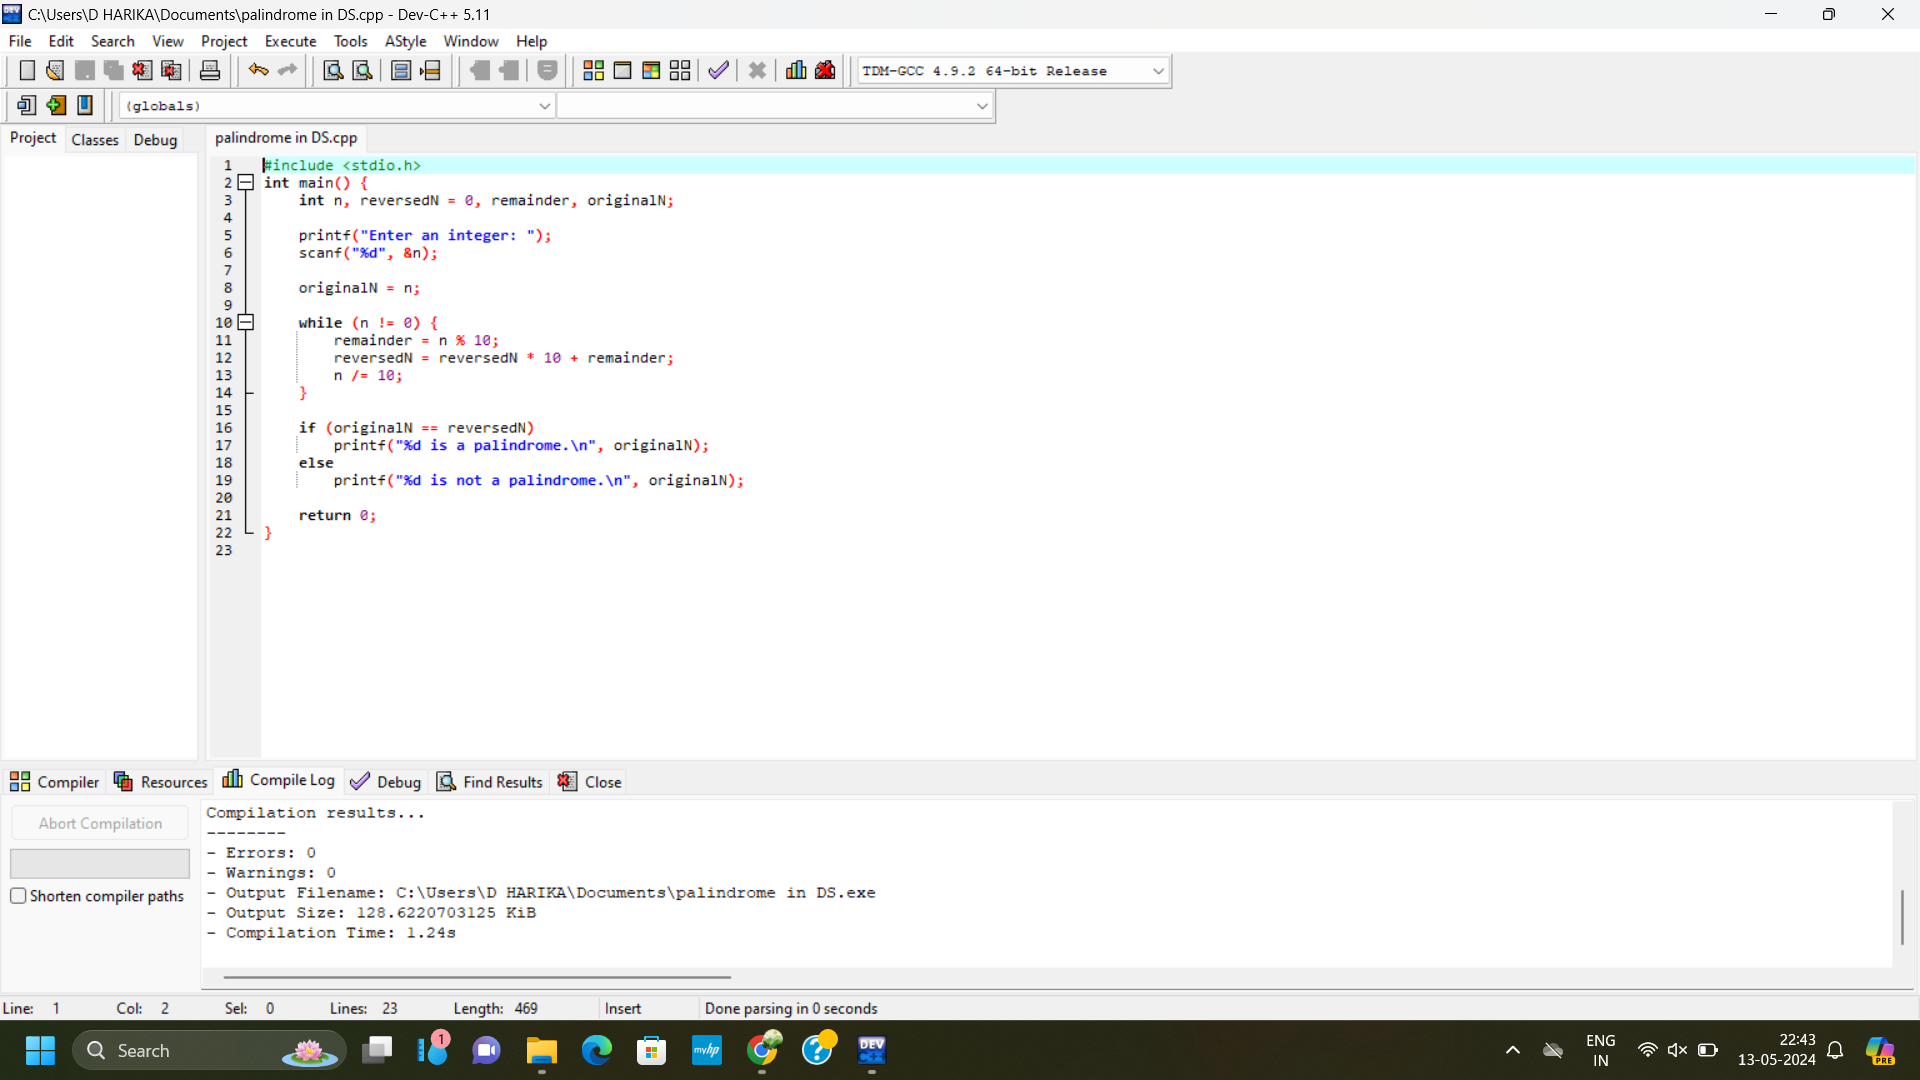 C:\Users\D HARIKA\Documents\palindrome in DS.cpp - Dev-C++ 5.11
File Edit Search View Project Execute Tools AStyle Window Help
TDM-GCC 4.9.2 64-bit Release
(globals)
Project Classes Debug
palindrome in DS.cpp
1 #include <stdio.h>
2 int main() {
3     int n, reversedN = 0, remainder, originalN;
4
5     printf("Enter an integer: ");
6     scanf("%d", &n);
7
8     originalN = n;
9
10     while (n != 0) {
11         remainder = n % 10;
12         reversedN = reversedN * 10 + remainder;
13         n /= 10;
14     }
15
16     if (originalN == reversedN)
17         printf("%d is a palindrome.\n", originalN);
18     else
19         printf("%d is not a palindrome.\n", originalN);
20
21     return 0;
22 }
23
Compiler Resources Compile Log Debug Find Results Close
Abort Compilation
Shorten compiler paths
Compilation results...
--------
- Errors: 0
- Warnings: 0
- Output Filename: C:\Users\D HARIKA\Documents\palindrome in DS.exe
- Output Size: 128.6220703125 KiB
- Compilation Time: 1.24s
Line: 1 Col: 2 Sel: 0 Lines: 23 Length: 469 Insert Done parsing in 0 seconds
Search
1
myhp
DEV
C++
ENG
IN
22:43
13-05-2024
PRE